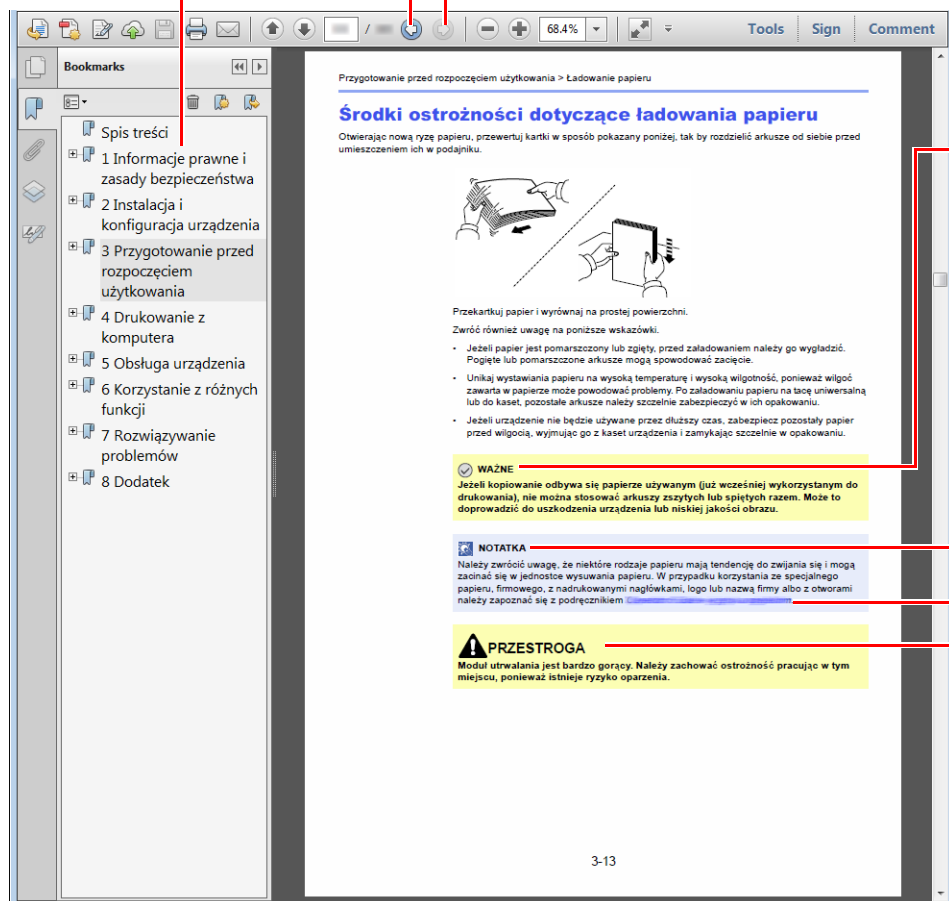 /
68.4%
Tools
Sign
Comment
Bookmarks
Spis treści
1 Informacje prawne i
zasady bezpieczeństwa
2 Instalacja i
konfiguracja urządzenia
3 Przygotowanie przed
rozpoczęciem
użytkowania
4 Drukowanie z
komputera
5 Obsługa urządzenia
6 Korzystanie z różnych
funkcji
7 Rozwiązywanie
problemów
8 Dodatek
Przygotowanie przed rozpoczęciem użytkowania > Ładowanie papieru
Środki ostrożności dotyczące ładowania papieru
Otwierając nową ryzę papieru, przewertuj kartki w sposób pokazany poniżej, tak by rozdzielić arkusze od siebie przed
umieszczeniem ich w podajniku.
Przekartkuj papier i wyrównaj na prostej powierzchni.
Zwróć również uwagę na poniższe wskazówki.
• Jeżeli papier jest pomarszczony lub zgięty, przed załadowaniem należy go wygładzić.
Pogięte lub pomarszczone arkusze mogą spowodować zacięcie.
• Unikaj wystawiania papieru na wysoką temperaturę i wysoką wilgotność, ponieważ wilgoć
zawarta w papierze może powodować problemy. Po załadowaniu papieru na tacę uniwersalną
lub do kaset, pozostałe arkusze należy szczelnie zabezpieczyć w ich opakowaniu.
• Jeżeli urządzenie nie będzie używane przez dłuższy czas, zabezpiecz pozostały papier
przed wilgocią, wyjmując go z kaset urządzenia i zamykając szczelnie w opakowaniu.
WAŻNE
Jeżeli kopiowanie odbywa się papierze używanym (już wcześniej wykorzystanym do
drukowania), nie można stosować arkuszy zszytych lub spiętych razem. Może to
doprowadzić do uszkodzenia urządzenia lub niskiej jakości obrazu.
NOTATKA
Należy zwrócić uwagę, że niektóre rodzaje papieru mają tendencję do zwijania się i mogą
zacinać się w jednostce wysuwania papieru. W przypadku korzystania ze specjalnego
papieru, firmowego, z nadrukowanymi nagłówkami, logo lub nazwą firmy albo z otworami
należy zapoznać się z podręcznikiem
PRZESTROGA
Moduł utrwalania jest bardzo gorący. Należy zachować ostrożność pracując w tym
miejscu, ponieważ istnieje ryzyko oparzenia.
3-13